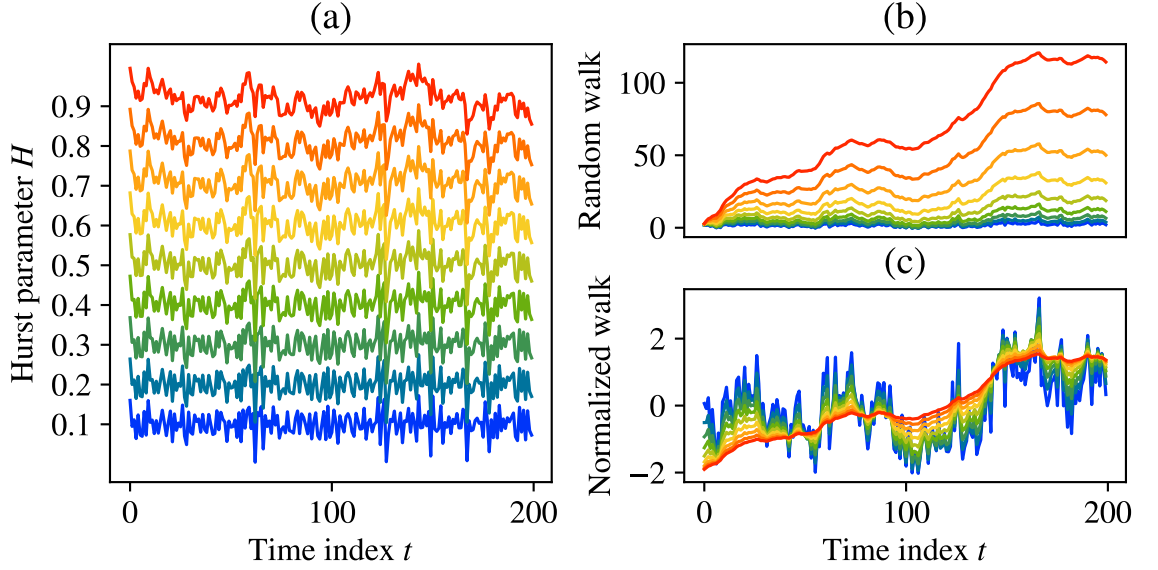 (a)
Hurst parameter H
0.9
0.8
0.7
0.6
0.5
0.4
0.3
0.2
0.1
0
100
200
Time index t
(b)
Random walk
100
50
0
(c)
Normalized walk
2
0
−2
0
100
200
Time index t